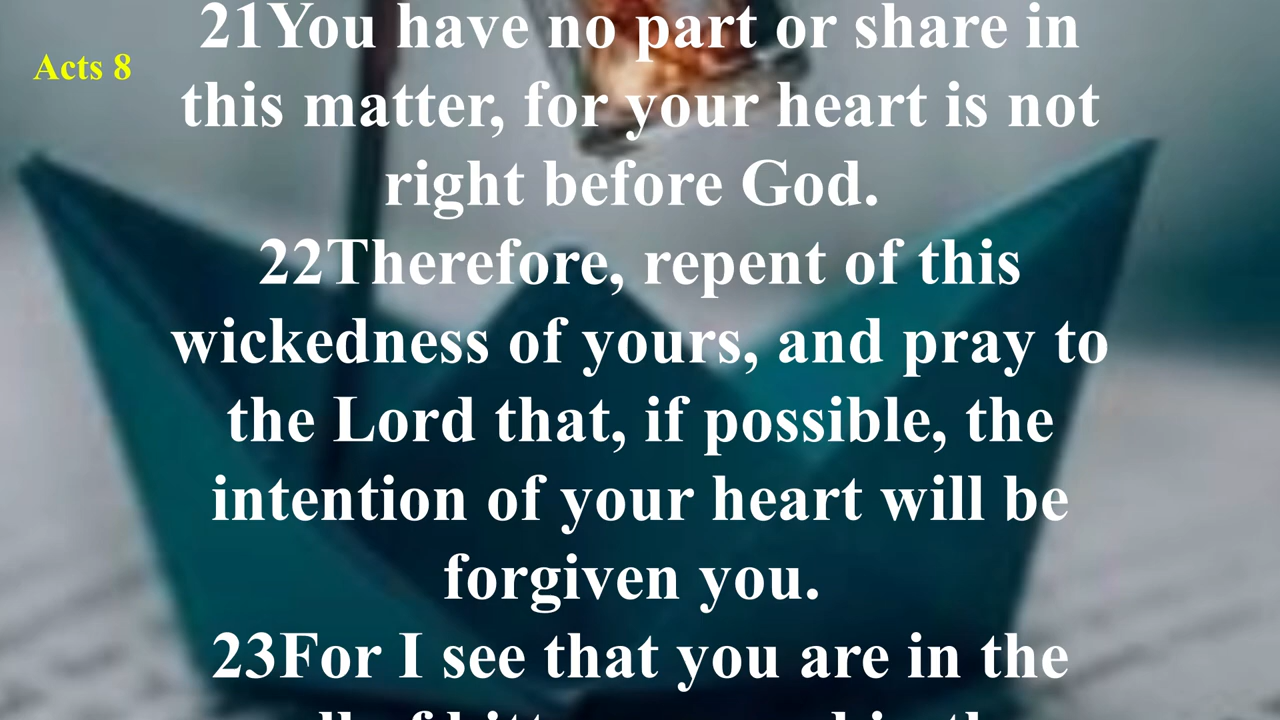 Acts 8
21You have no part or share in
this matter, for your heart is not
right before God.
22Therefore, repent of this
wickedness of yours, and pray to
the Lord that, if possible, the
intention of your heart will be
forgiven you.
23For I see that you are in the